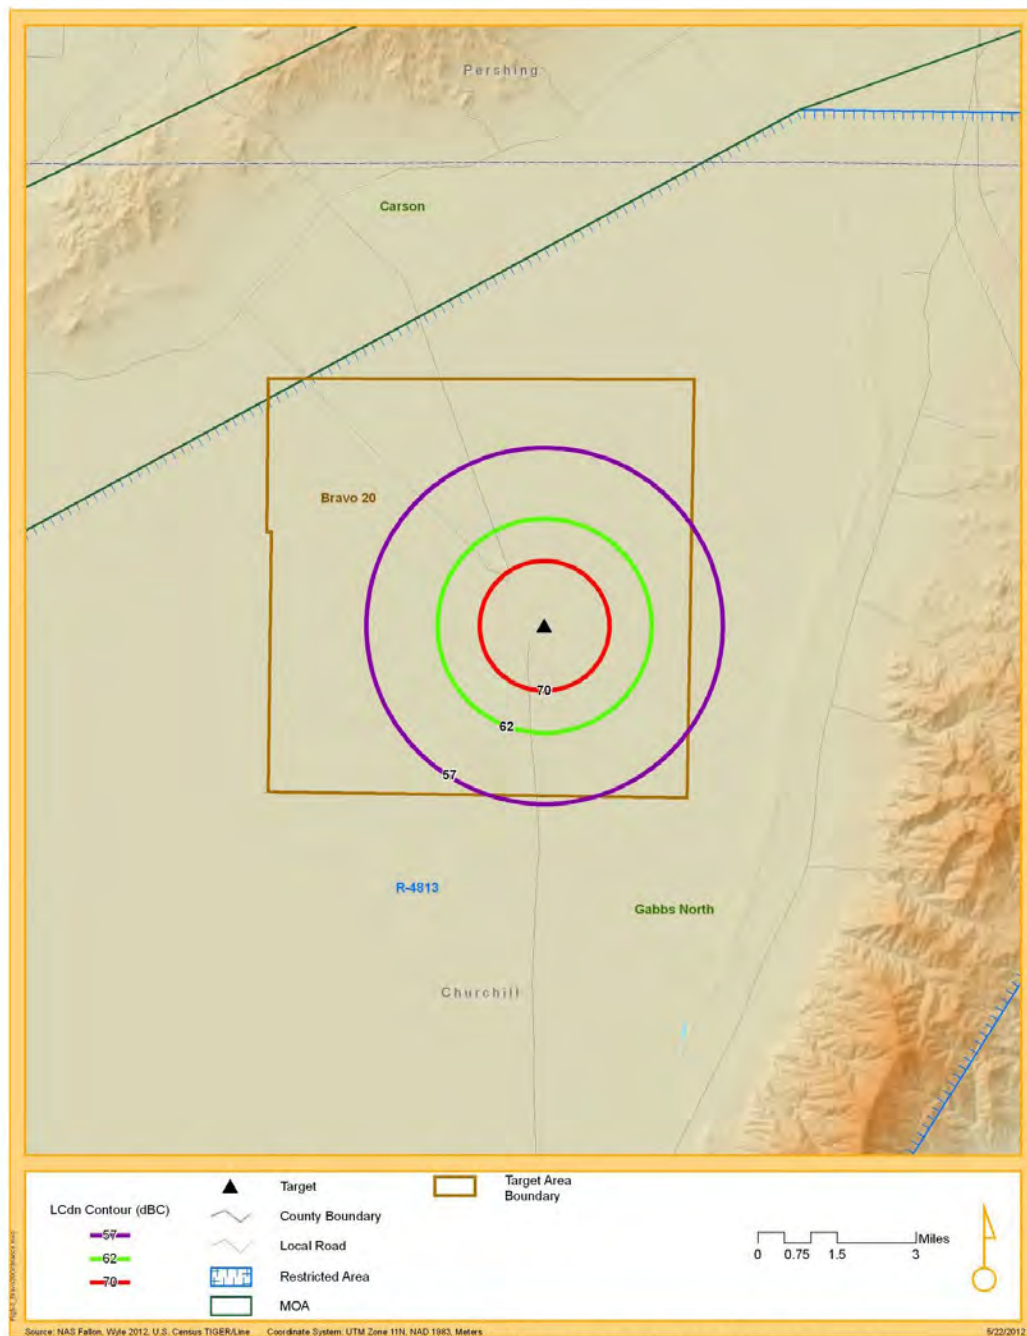 Pershing
Carson
Bravo 20
70
62
57
R-4813
Gabbs North
Churchill
LCdn Contour (dBC)
57
62
70
Target
County Boundary
Local Road
Restricted Area
MOA
Target Area
Boundary
Miles
0 0.75 1.5 3
Source: NAS Fallon, Wyle 2012, U.S. Census TIGER/Line Coordinate System: UTM Zone 11N, NAD 1983, Meters
5/22/2012